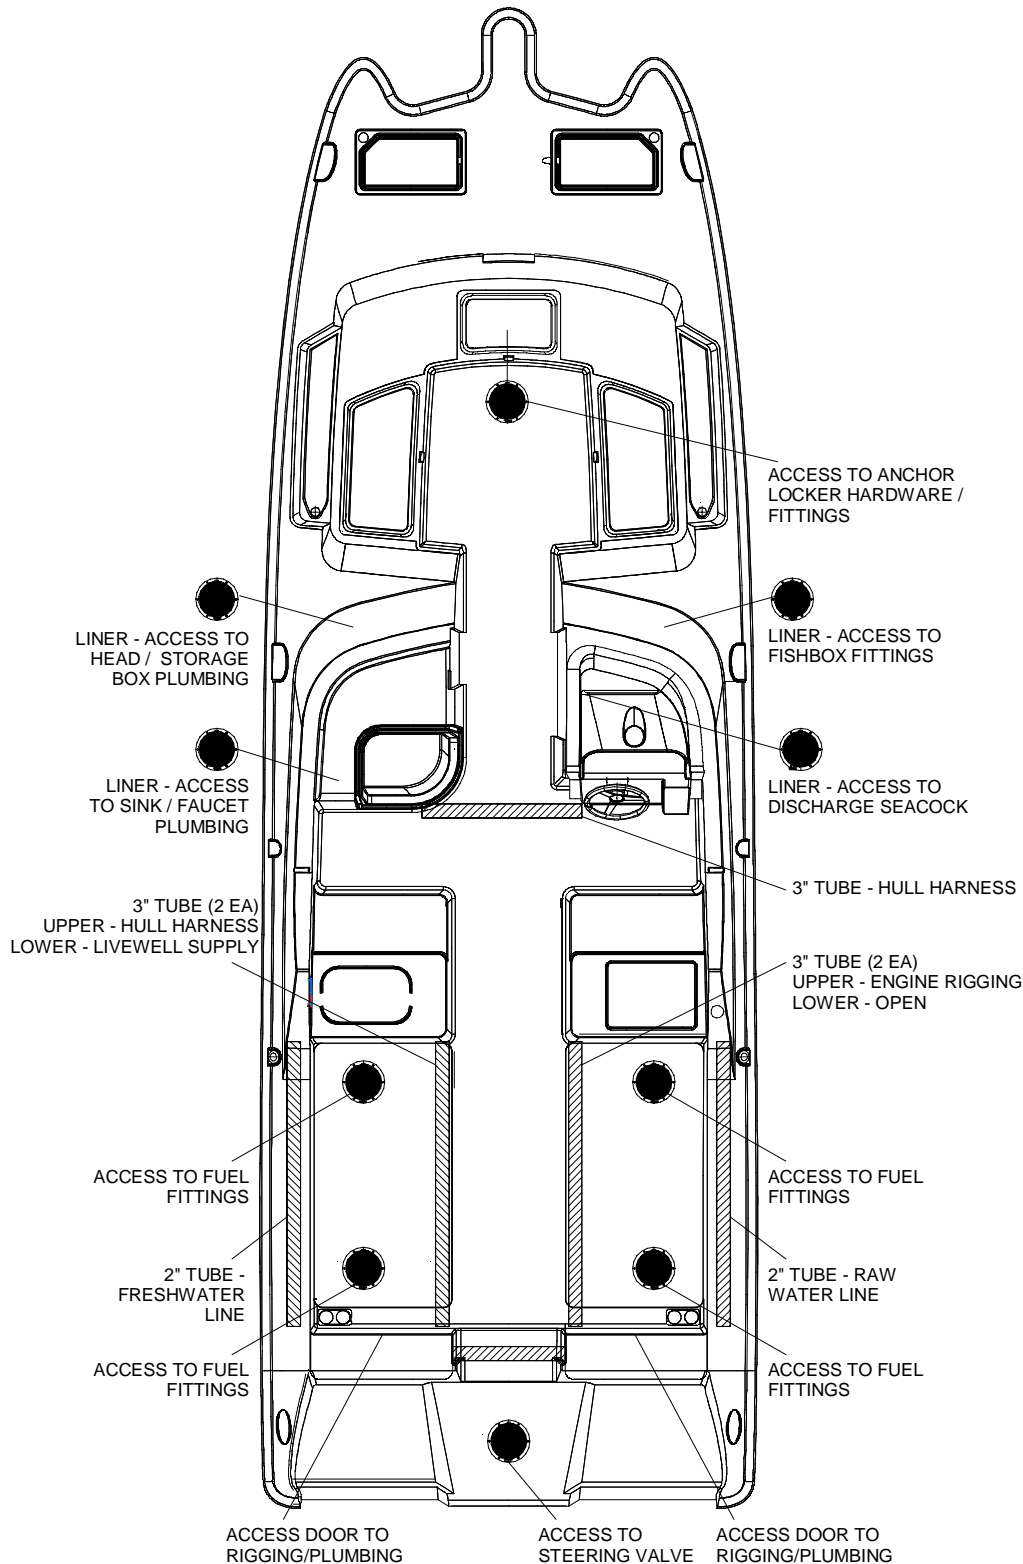 ACCESS TO ANCHOR
LOCKER HARDWARE /
FITTINGS
LINER - ACCESS TO
HEAD / STORAGE
BOX PLUMBING
LINER - ACCESS TO
FISHBOX FITTINGS
LINER - ACCESS
TO SINK / FAUCET
PLUMBING
LINER - ACCESS TO
DISCHARGE SEACOCK
3" TUBE - HULL HARNESS
3" TUBE (2 EA)
UPPER - HULL HARNESS
LOWER - LIVEWELL SUPPLY
3" TUBE (2 EA)
UPPER - ENGINE RIGGING
LOWER - OPEN
ACCESS TO FUEL
FITTINGS
ACCESS TO FUEL
FITTINGS
2" TUBE -
FRESHWATER
LINE
2" TUBE - RAW
WATER LINE
ACCESS TO FUEL
FITTINGS
ACCESS TO FUEL
FITTINGS
ACCESS DOOR TO
RIGGING/PLUMBING
ACCESS TO
STEERING VALVE
ACCESS DOOR TO
RIGGING/PLUMBING